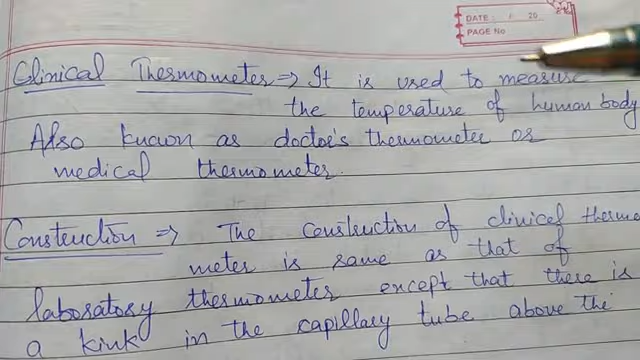 DATE: / 20
PAGE No
Clinical Thermometer => It is used to measure
the temperature of human body
Also known as doctor's thermometer or
medical thermometer.
Construction => The construction of clinical thermo
meter is same as that of
laboratory thermometer except that there is
a kink in the capillary tube above the